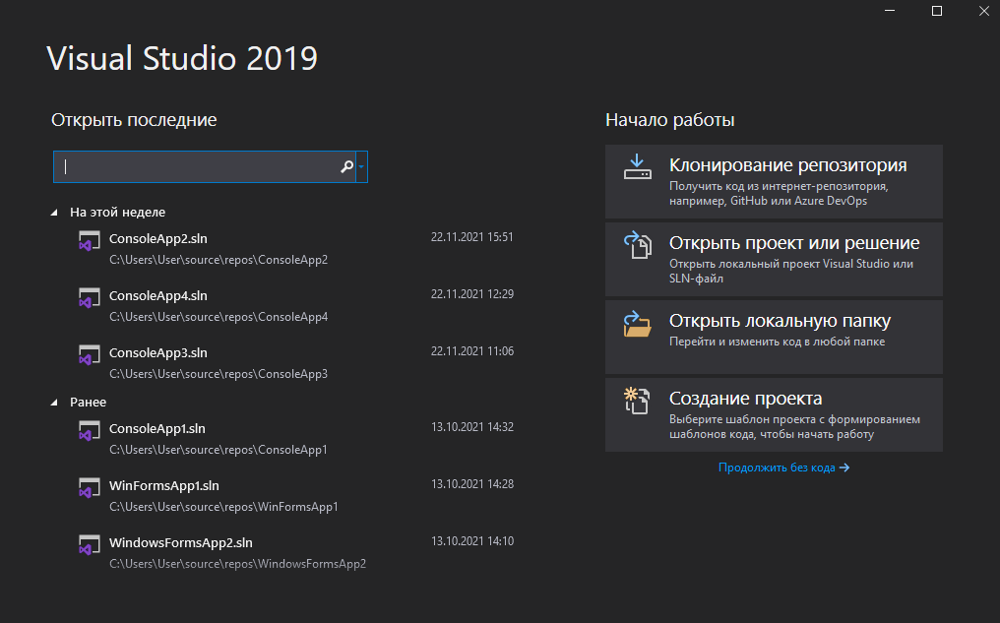 Visual Studio 2019
Открыть последние
На этой неделе
ConsoleApp2.sln 22.11.2021 15:51
C:\Users\User\source\repos\ConsoleApp2
ConsoleApp4.sln 22.11.2021 12:29
C:\Users\User\source\repos\ConsoleApp4
ConsoleApp3.sln 22.11.2021 11:06
C:\Users\User\source\repos\ConsoleApp3
Ранее
ConsoleApp1.sln 13.10.2021 14:32
C:\Users\User\source\repos\ConsoleApp1
WinFormsApp1.sln 13.10.2021 14:28
C:\Users\User\source\repos\WinFormsApp1
WindowsFormsApp2.sln 13.10.2021 14:10
C:\Users\User\source\repos\WindowsFormsApp2
Начало работы
Клонирование репозитория
Получить код из интернет-репозитория,
например, GitHub или Azure DevOps
Открыть проект или решение
Открыть локальный проект Visual Studio или
SLN-файл
Открыть локальную папку
Перейти и изменить код в любой папке
Создание проекта
Выберите шаблон проекта с формированием
шаблонов кода, чтобы начать работу
Продолжить без кода →